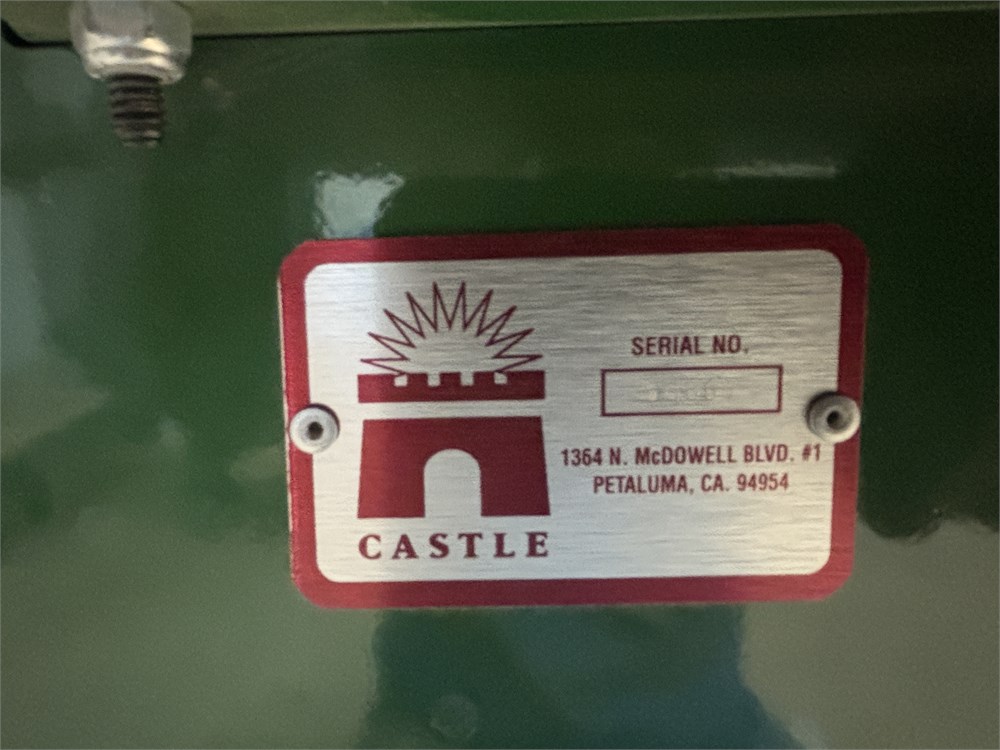 CASTLE
SERIAL NO.
1364 N. McDOWELL BLVD. #1
PETALUMA, CA. 94954